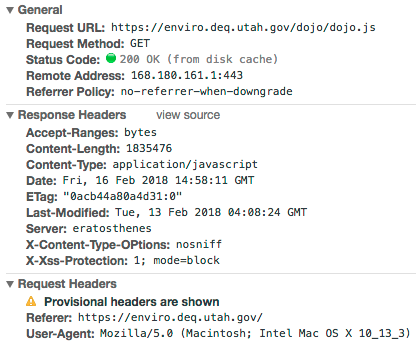 General
Request URL: https://enviro.deq.utah.gov/dojo/dojo.js
Request Method: GET
Status Code: 200 OK (from disk cache)
Remote Address: 168.180.161.1:443
Referrer Policy: no-referrer-when-downgrade
Response Headers view source
Accept-Ranges: bytes
Content-Length: 1835476
Content-Type: application/javascript
Date: Fri, 16 Feb 2018 14:58:11 GMT
ETag: "0acb44a80a4d31:0"
Last-Modified: Tue, 13 Feb 2018 04:08:24 GMT
Server: eratosthenes
X-Content-Type-OPtions: nosniff
X-Xss-Protection: 1; mode=block
Request Headers
Provisional headers are shown
Referer: https://enviro.deq.utah.gov/
User-Agent: Mozilla/5.0 (Macintosh; Intel Mac OS X 10_13_3)